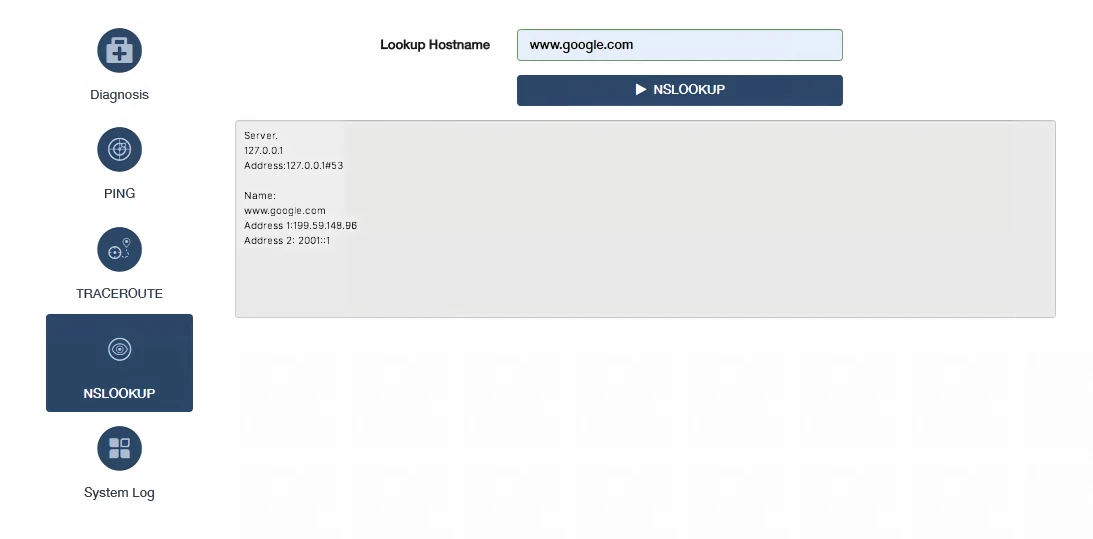 Diagnosis
PING
TRACEROUTE
NSLOOKUP
System Log
Lookup Hostname www.google.com
NSLOOKUP
Server.
127.0.0.1
Address:127.0.0.1#53
Name:
www.google.com
Address 1:199.59.148.96
Address 2: 2001::1